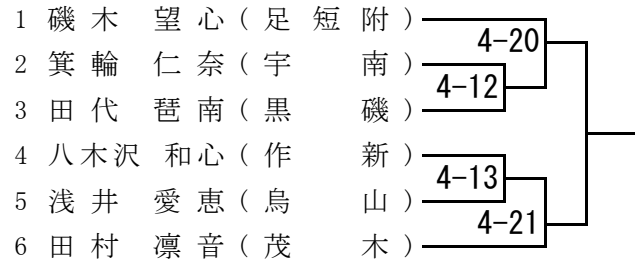 1 磯木 望心(足短附)
4-20
2 箕輪 仁奈(宇南)
4-12
3 田代 琶南(黒磯)
4 八木沢 和心(作新)
4-13
5 浅井 愛恵(烏山)
4-21
6 田村 凛音(茂木)